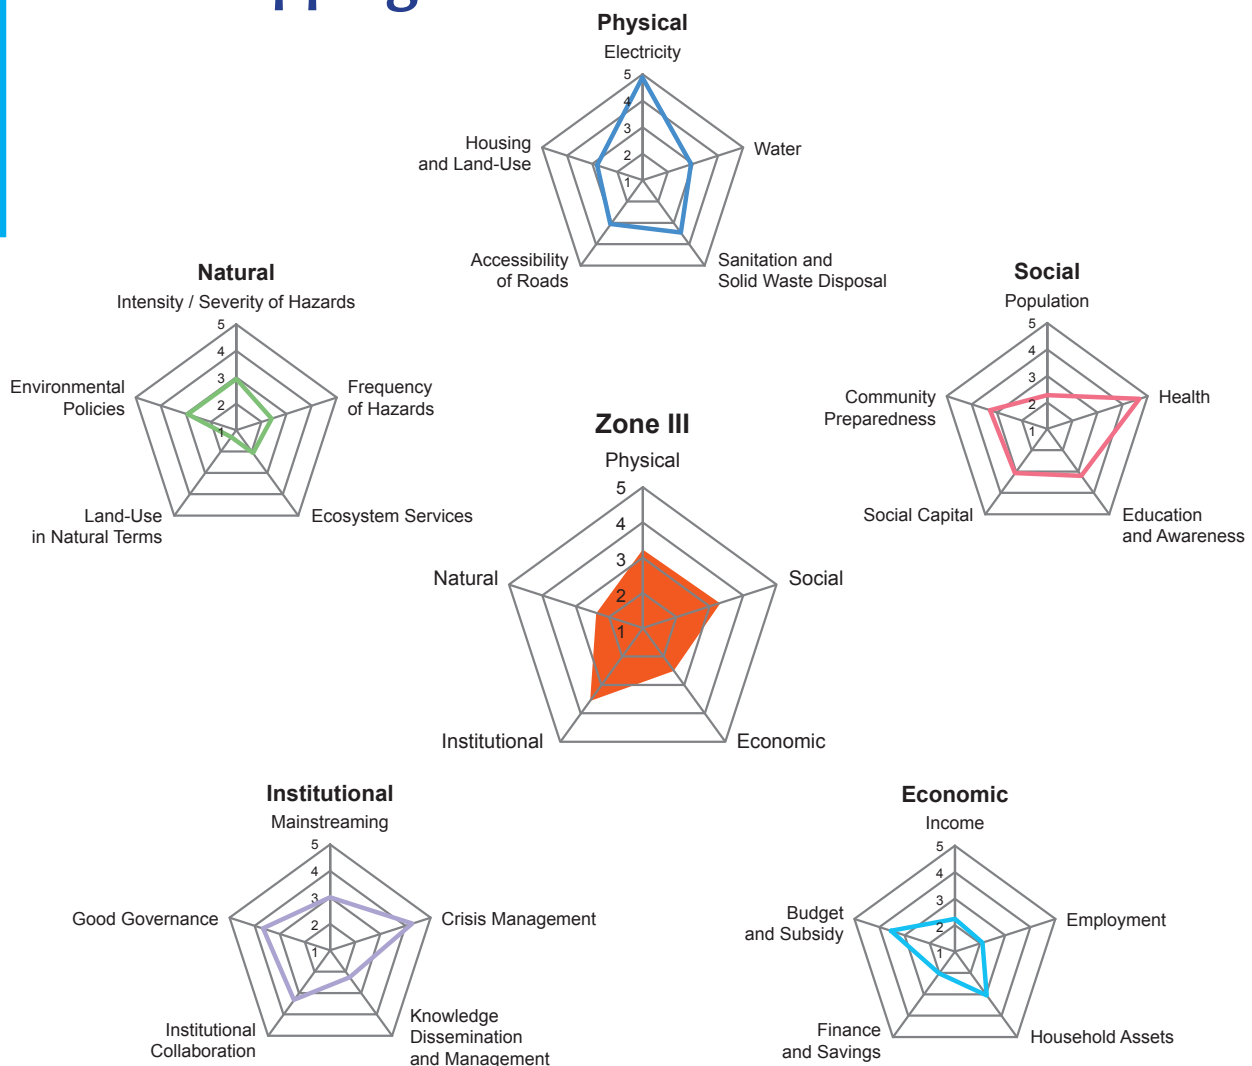 Physical
Electricity
5
4
3
2
1
Housing
and Land-Use
Water
Accessibility
of Roads
Sanitation and
Solid Waste Disposal
Natural
Intensity / Severity of Hazards
5
4
3
2
1
Environmental
Policies
Frequency
of Hazards
Land-Use
in Natural Terms
Ecosystem Services
Social
Population
5
4
3
2
1
Community
Preparedness
Health
Social Capital
Education
and Awareness
Zone III
Physical
5
4
3
2
1
Natural
Social
Institutional
Economic
Institutional
Mainstreaming
5
4
3
2
1
Good Governance
Crisis Management
Institutional
Collaboration
Knowledge
Dissemination
and Management
Economic
Income
5
4
3
2
1
Budget
and Subsidy
Employment
Finance
and Savings
Household Assets